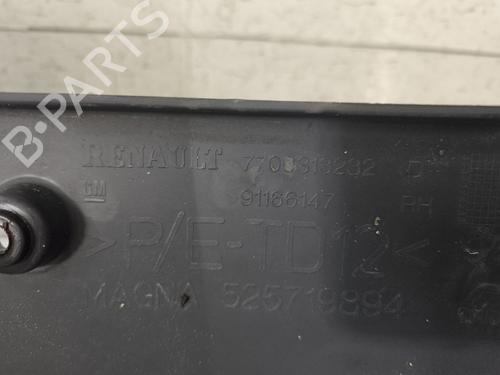 RENAULT 7700313232 D
GM 91166147 RH
>P/E-TD12<
MAGNA 525719894
B-PARTS